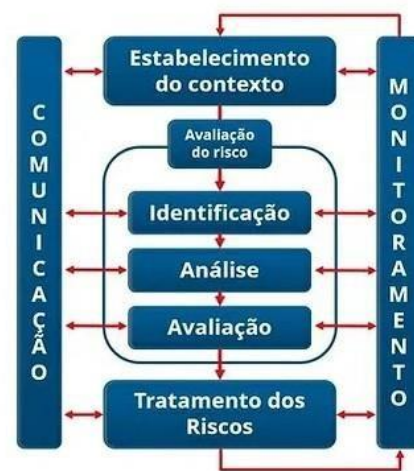 Estabelecimento
do contexto
Avaliação
do risco
Identificação
Análise
Avaliação
Tratamento dos
Riscos
COMUNICAÇÃO
MONITORAMENTO